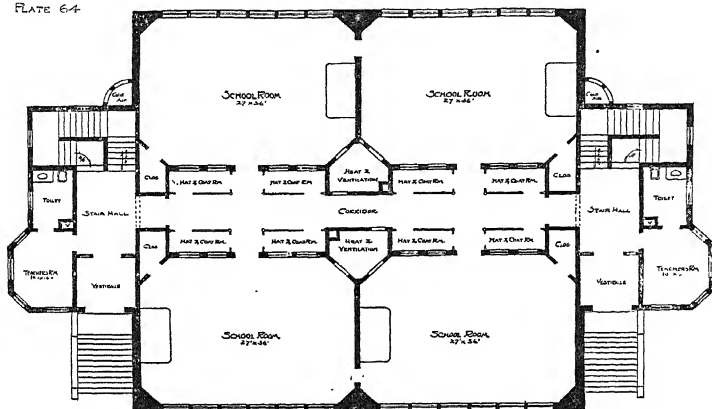 PLATE 64
SCHOOL ROOM
27 x 36'
SCHOOL ROOM
27 x 36'
COLD
AIR
COLD
AIR
CLOS
HAT & COAT RM
HAT & COAT RM
HEAT &
VENTILATION
HAT & COAT RM.
HAT & COAT RM.
CLOS
TOILET
STAIR HALL
CORRIDOR
STAIR HALL
TOILET
CLOS
HAT & COAT RM.
HAT & COAT RM.
HEAT &
VENTILATION
HAT & COAT RM
HAT & COAT RM.
CLOS
TEACHERS RM
VESTIBULE
VESTIBULE
TEACHERS RM
SCHOOL ROOM
27' x 36'
SCHOOL ROOM
27' x 36'